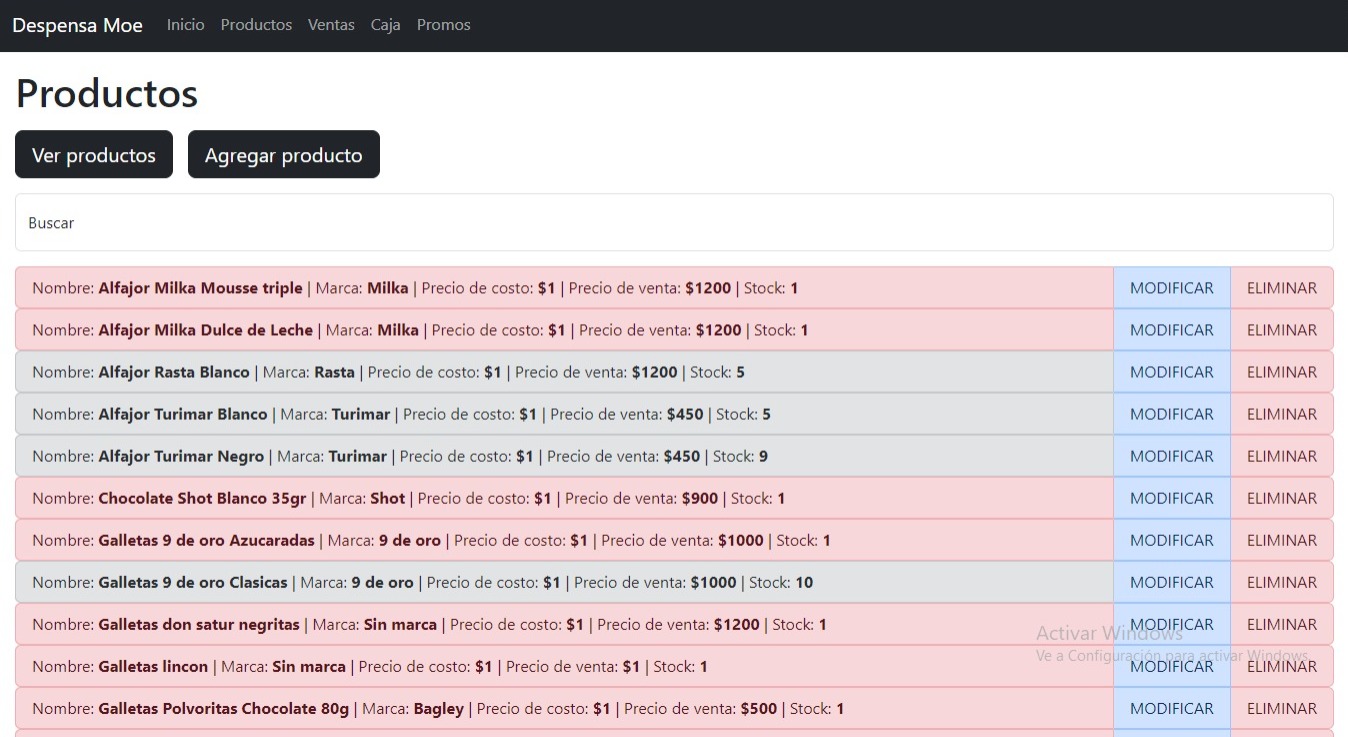 Despensa Moe Inicio Productos Ventas Caja Promos
Productos
Ver productos Agregar producto
Buscar
Nombre: Alfajor Milka Mousse triple | Marca: Milka | Precio de costo: $1 | Precio de venta: $1200 | Stock: 1 MODIFICAR ELIMINAR
Nombre: Alfajor Milka Dulce de Leche | Marca: Milka | Precio de costo: $1 | Precio de venta: $1200 | Stock: 1 MODIFICAR ELIMINAR
Nombre: Alfajor Rasta Blanco | Marca: Rasta | Precio de costo: $1 | Precio de venta: $1200 | Stock: 5 MODIFICAR ELIMINAR
Nombre: Alfajor Turimar Blanco | Marca: Turimar | Precio de costo: $1 | Precio de venta: $450 | Stock: 5 MODIFICAR ELIMINAR
Nombre: Alfajor Turimar Negro | Marca: Turimar | Precio de costo: $1 | Precio de venta: $450 | Stock: 9 MODIFICAR ELIMINAR
Nombre: Chocolate Shot Blanco 35gr | Marca: Shot | Precio de costo: $1 | Precio de venta: $900 | Stock: 1 MODIFICAR ELIMINAR
Nombre: Galletas 9 de oro Azucaradas | Marca: 9 de oro | Precio de costo: $1 | Precio de venta: $1000 | Stock: 1 MODIFICAR ELIMINAR
Nombre: Galletas 9 de oro Clasicas | Marca: 9 de oro | Precio de costo: $1 | Precio de venta: $1000 | Stock: 10 MODIFICAR ELIMINAR
Nombre: Galletas don satur negritas | Marca: Sin marca | Precio de costo: $1 | Precio de venta: $1200 | Stock: 1 MODIFICAR ELIMINAR
Activar Windows
Ve a Configuración para activar Windows.
Nombre: Galletas lincon | Marca: Sin marca | Precio de costo: $1 | Precio de venta: $1 | Stock: 1 MODIFICAR ELIMINAR
Nombre: Galletas Polvoritas Chocolate 80g | Marca: Bagley | Precio de costo: $1 | Precio de venta: $500 | Stock: 1 MODIFICAR ELIMINAR